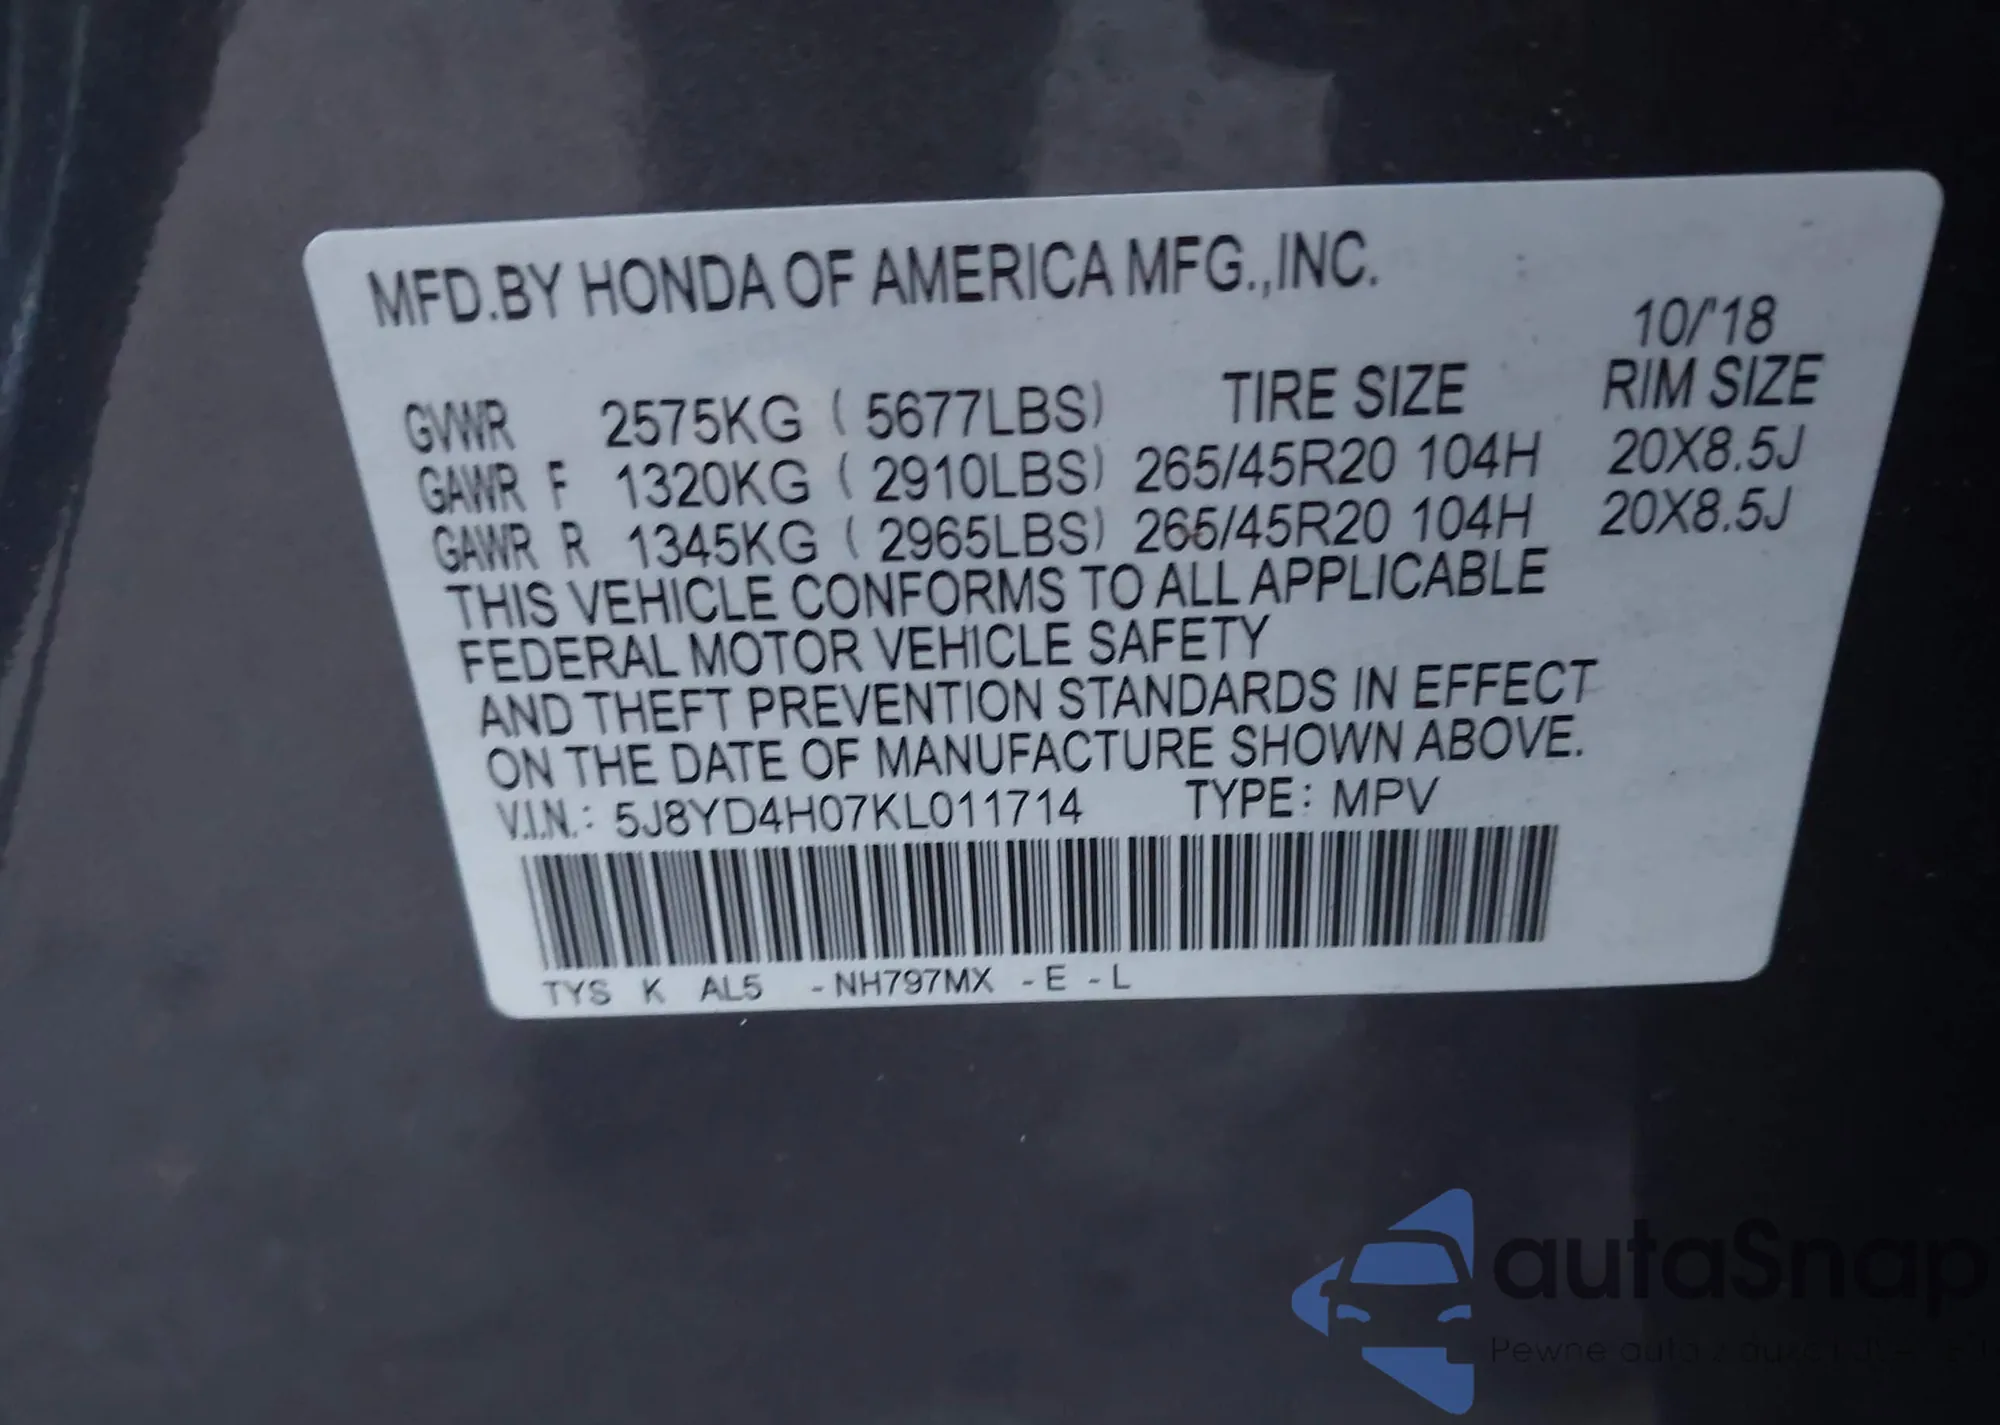 MFD.BY HONDA OF AMERICA MFG.,INC.
10/'18
GVWR 2575KG ( 5677LBS) TIRE SIZE RIM SIZE
GAWR F 1320KG ( 2910LBS) 265/45R20 104H 20X8.5J
GAWR R 1345KG ( 2965LBS) 265/45R20 104H 20X8.5J
THIS VEHICLE CONFORMS TO ALL APPLICABLE
FEDERAL MOTOR VEHICLE SAFETY
AND THEFT PREVENTION STANDARDS IN EFFECT
ON THE DATE OF MANUFACTURE SHOWN ABOVE.
V.I.N.: 5J8YD4H07KL011714 TYPE: MPV
TYS K AL5 -NH797MX -E -L
autaSnap
Pewne auto z